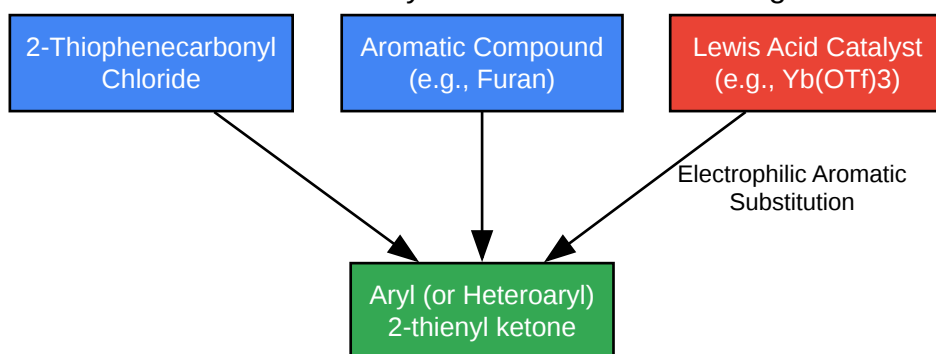 2-Thiophenecarbonyl
Chloride
Aromatic Compound
(e.g., Furan)
Lewis Acid Catalyst
(e.g., Yb(OTf)3)
Electrophilic Aromatic
Substitution
Aryl (or Heteroaryl)
2-thienyl ketone